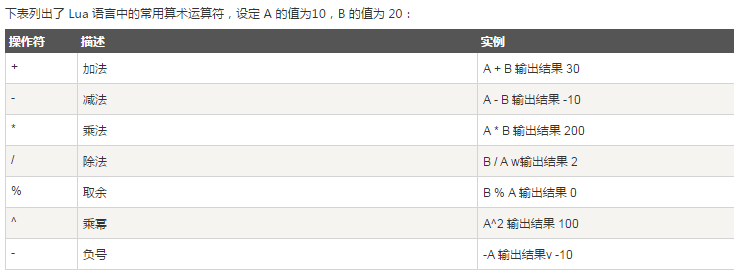 下表列出了 Lua 语言中的常用算术运算符，设定 A 的值为10，B 的值为 20：
操作符 描述 实例
+ 加法 A + B 输出结果 30
- 减法 A - B 输出结果 -10
* 乘法 A * B 输出结果 200
/ 除法 B / A w输出结果 2
% 取余 B % A 输出结果 0
^ 乘幂 A^2 输出结果 100
- 负号 -A 输出结果v -10